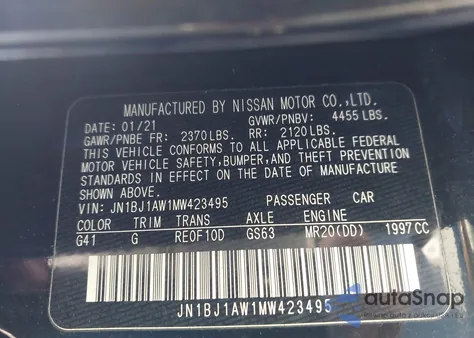 MANUFACTURED BY NISSAN MOTOR CO.,LTD.
DATE: 01/21 GVWR/PNBV: 4455 LBS.
GAWR/PNBE FR: 2370 LBS. RR: 2120 LBS.
THIS VEHICLE CONFORMS TO ALL APPLICABLE FEDERAL
MOTOR VEHICLE SAFETY, BUMPER, AND THEFT PREVENTION
STANDARDS IN EFFECT ON THE DATE OF MANUFACTURE
SHOWN ABOVE.
VIN: JN1BJ1AW1MW423495 PASSENGER CAR
COLOR TRIM TRANS AXLE ENGINE
G41 G RE0F10D GS63 MR20(DD) 1997 CC
JN1BJ1AW1MW423495
autoSnap